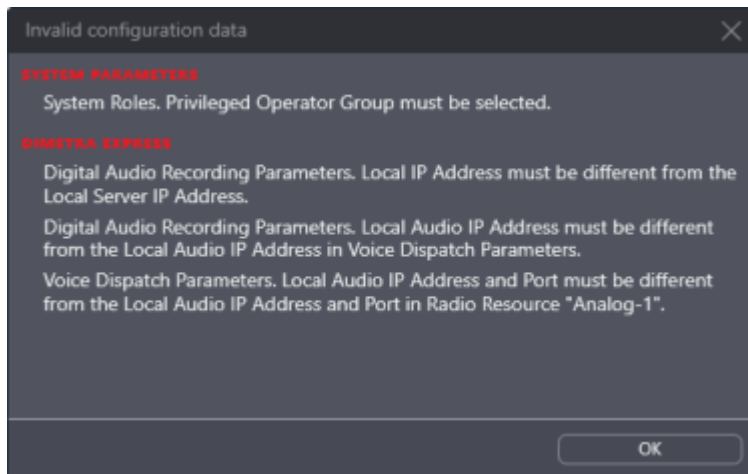 Invalid configuration data
SYSTEM PARAMETERS
System Roles. Privileged Operator Group must be selected.
DIMETRA EXPRESS
Digital Audio Recording Parameters. Local IP Address must be different from the
Local Server IP Address.
Digital Audio Recording Parameters. Local Audio IP Address must be different
from the Local Audio IP Address in Voice Dispatch Parameters.
Voice Dispatch Parameters. Local Audio IP Address and Port must be different
from the Local Audio IP Address and Port in Radio Resource "Analog-1".
OK